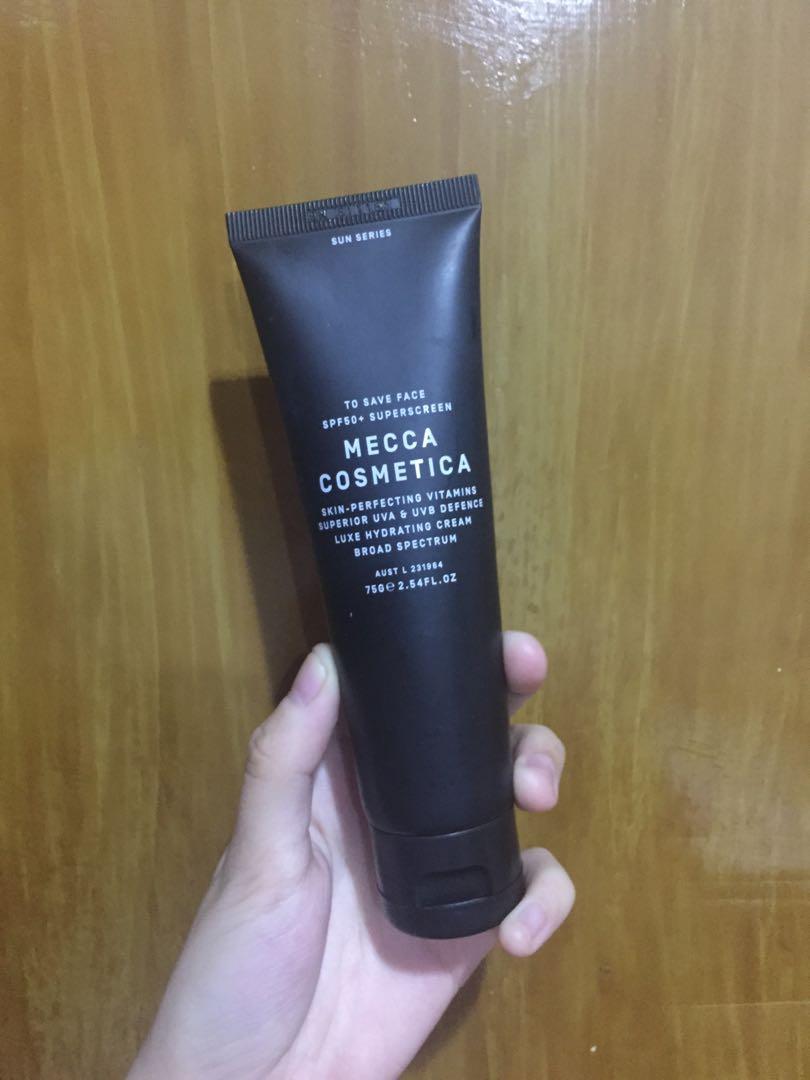 SUN SERIES
TO SAVE FACE
SPF50+ SUPERSCREEN
MECCA
COSMETICA
SKIN-PERFECTING VITAMINS
SUPERIOR UVA & UVB DEFENCE
LUXE HYDRATING CREAM
BROAD SPECTRUM
AUST L 231964
75G℮2.54FL.OZ